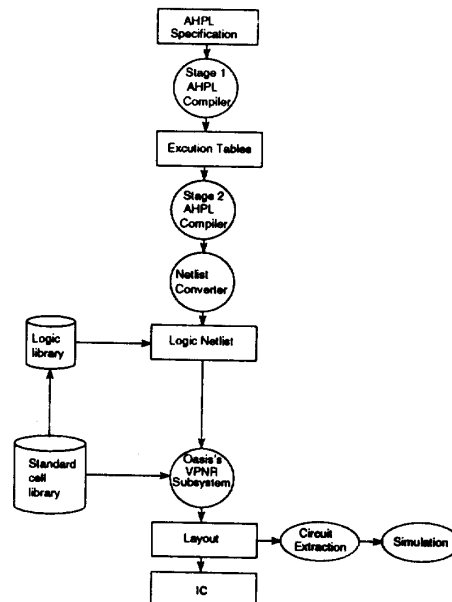 AHPL
Specification
Stage 1
AHPL
Compiler
Excution Tables
Stage 2
AHPL
Compiler
Netlist
Converter
Logic
library
Logic Netlist
Standard
cell
library
Oasis's
VPNR
Subsystem
Layout
Circuit
Extraction
Simulation
IC